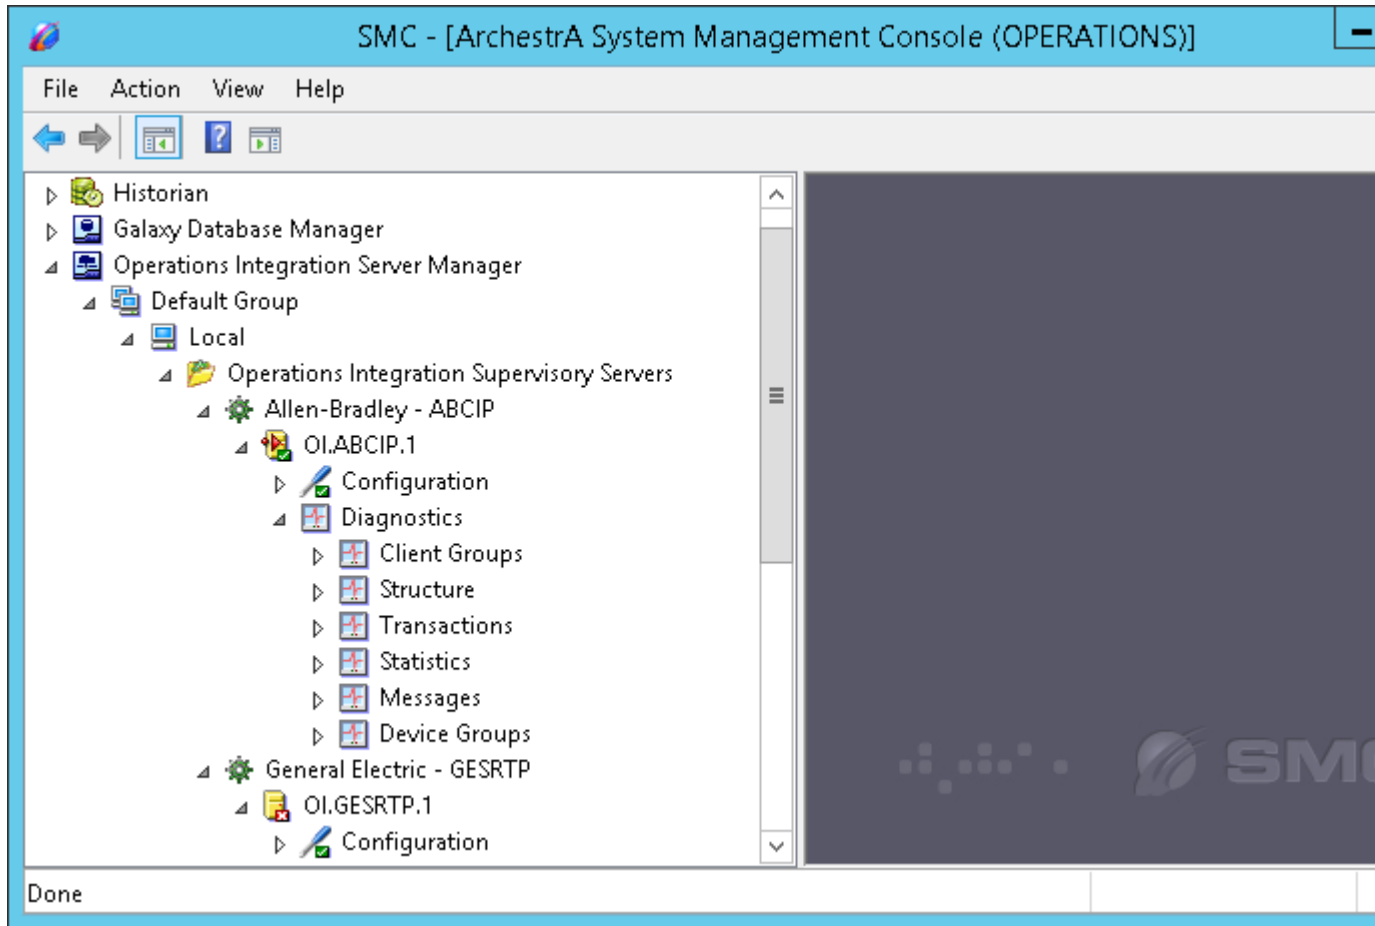 SMC - [ArchestrA System Management Console (OPERATIONS)]
File Action View Help
Historian
Galaxy Database Manager
Operations Integration Server Manager
Default Group
Local
Operations Integration Supervisory Servers
Allen-Bradley - ABCIP
OI.ABCIP.1
Configuration
Diagnostics
Client Groups
Structure
Transactions
Statistics
Messages
Device Groups
General Electric - GESRTP
OI.GESRTP.1
Configuration
SMC
Done